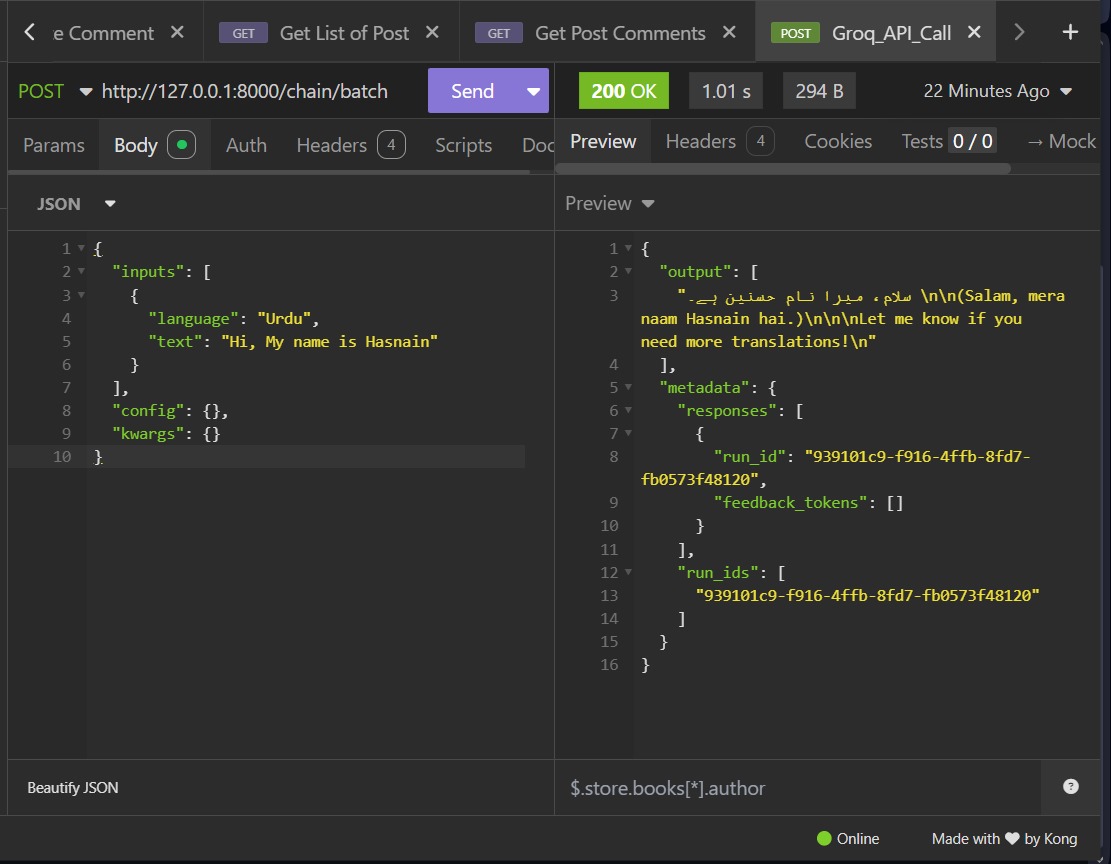 e Comment ✕ GET Get List of Post ✕ GET Get Post Comments ✕ POST Groq_API_Call ✕ +
POST http://127.0.0.1:8000/chain/batch Send
200 OK 1.01 s 294 B 22 Minutes Ago
Params Body Auth Headers 4 Scripts Doc
JSON
1 {
2 "inputs": [
3 {
4 "language": "Urdu",
5 "text": "Hi, My name is Hasnain"
6 }
7 ],
8 "config": {},
9 "kwargs": {}
10 }
Beautify JSON
Preview Headers 4 Cookies Tests 0 / 0 → Mock
Preview
1 {
2 "output": [
3 "سلام، میرا نام حسنین ہے۔ \n\n(Salam, mera
naam Hasnain hai.)\n\n\nLet me know if you
need more translations!\n"
4 ],
5 "metadata": {
6 "responses": [
7 {
8 "run_id": "939101c9-f916-4ffb-8fd7-
fb0573f48120",
9 "feedback_tokens": []
10 }
11 ],
12 "run_ids": [
13 "939101c9-f916-4ffb-8fd7-fb0573f48120"
14 ]
15 }
16 }
$.store.books[*].author ?
Online Made with ♥ by Kong